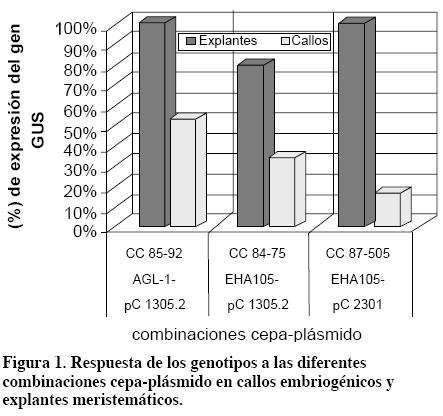 (%) de expresión del gen
GUS
100%
90%
80%
70%
60%
50%
40%
30%
20%
10%
0%
Explantes
Callos
CC 85-92
AGL-1-
pC 1305.2
CC 84-75
EHA105-
pC 1305.2
CC 87-505
EHA105-
pC 2301
combinaciones cepa-plásmido
Figura 1. Respuesta de los genotipos a las diferentes
combinaciones cepa-plásmido en callos embriogénicos y
explantes meristemáticos.